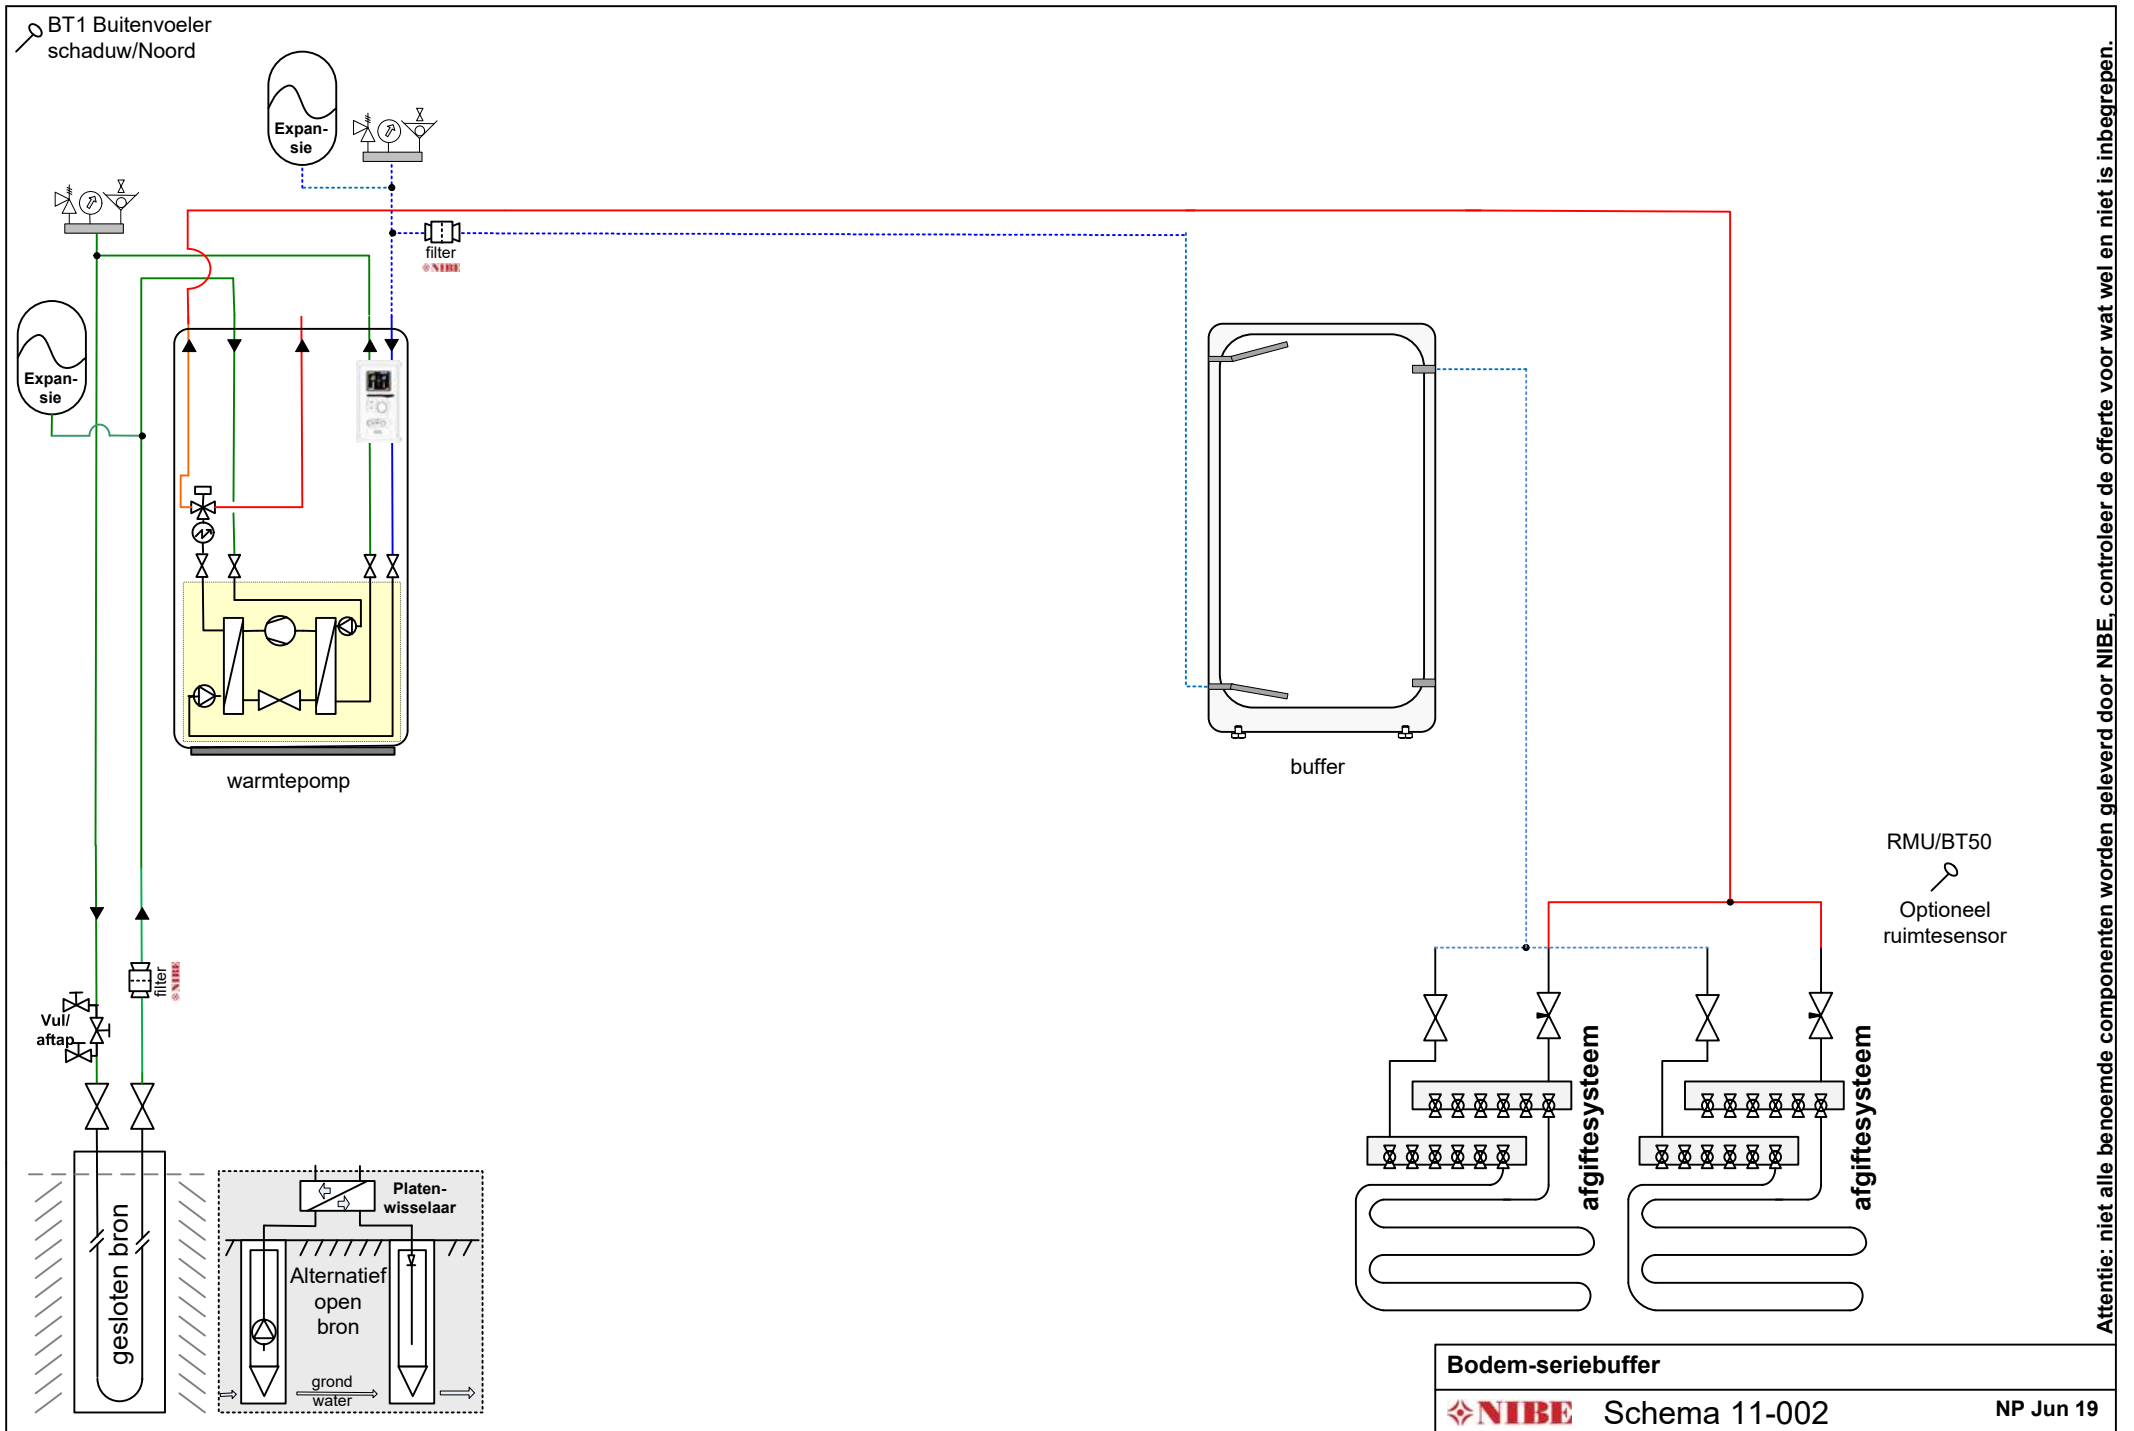 BT1 Buitenvoeler
schaduw/Noord
Expan-
sie
filter
NIBE
Expan-
sie
warmtepomp
buffer
RMU/BT50
Optioneel
ruimtesensor
filter
NIBE
Vul/
aftap
afgiftesysteem
afgiftesysteem
gesloten bron
Platen-
wisselaar
Alternatief
open
bron
grond
water
Attentie: niet alle benoemde componenten worden geleverd door NIBE, controleer de offerte voor wat wel en niet is inbegrepen.
Bodem-seriebuffer
NIBE Schema 11-002 NP Jun 19